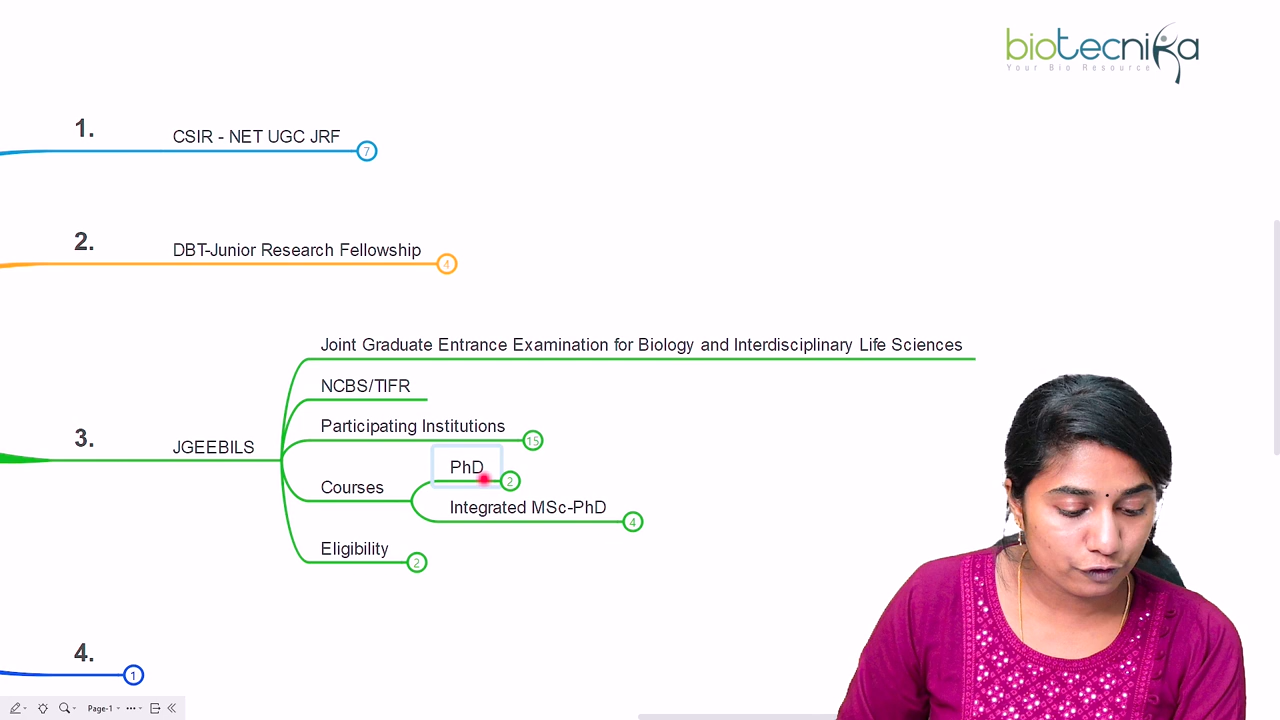 biotecnika
Your Bio Resource
1.
CSIR - NET UGC JRF
7
2.
DBT-Junior Research Fellowship
4
3.
JGEEBILS
Joint Graduate Entrance Examination for Biology and Interdisciplinary Life Sciences
NCBS/TIFR
Participating Institutions
15
Courses
PhD
2
Integrated MSc-PhD
4
Eligibility
2
4.
1
Page-1